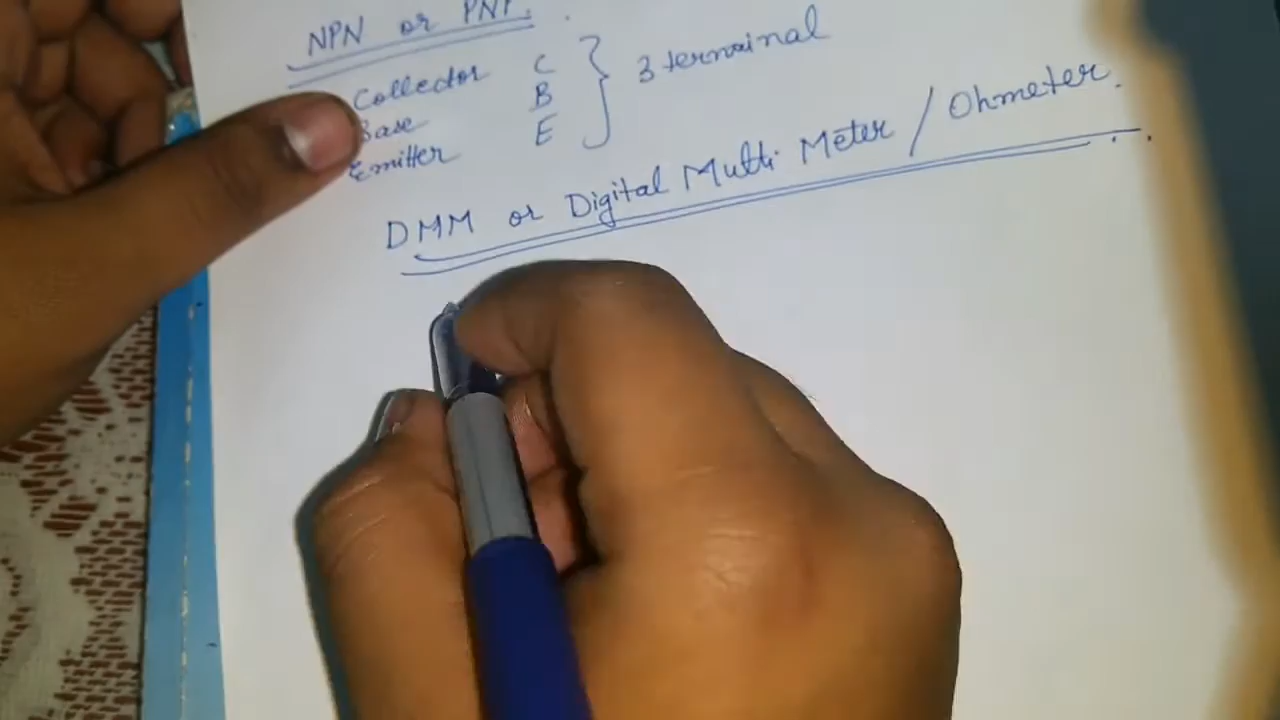 NPN or PNP.
Collector C
Base B
Emitter E
3 terminal
DMM or Digital Multi Meter / Ohmeter.